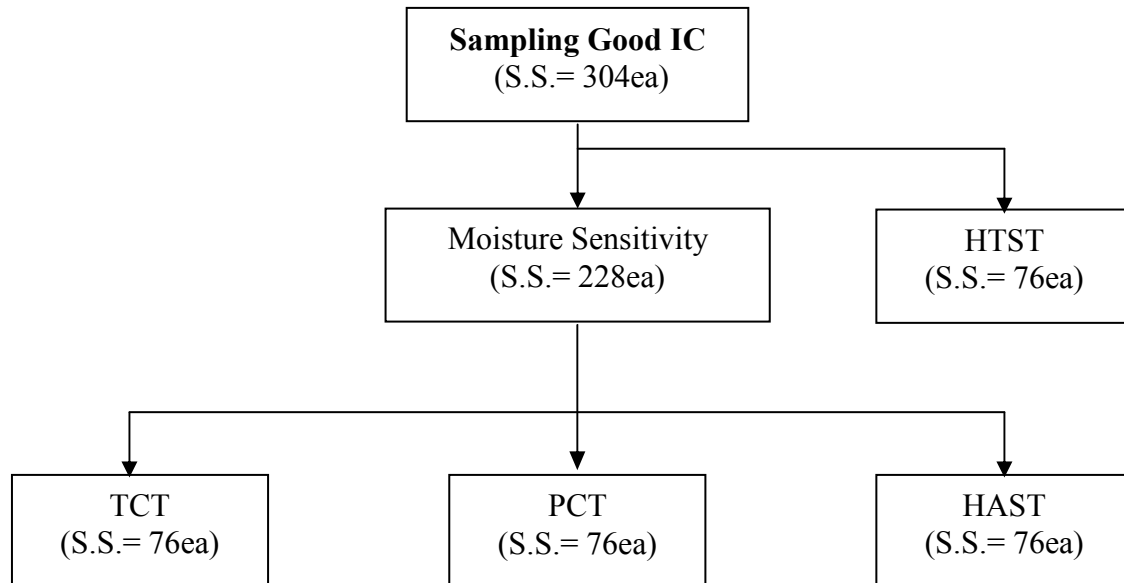 Sampling Good IC
(S.S.= 304ea)
Moisture Sensitivity
(S.S.= 228ea)
HTST
(S.S.= 76ea)
TCT
(S.S.= 76ea)
PCT
(S.S.= 76ea)
HAST
(S.S.= 76ea)